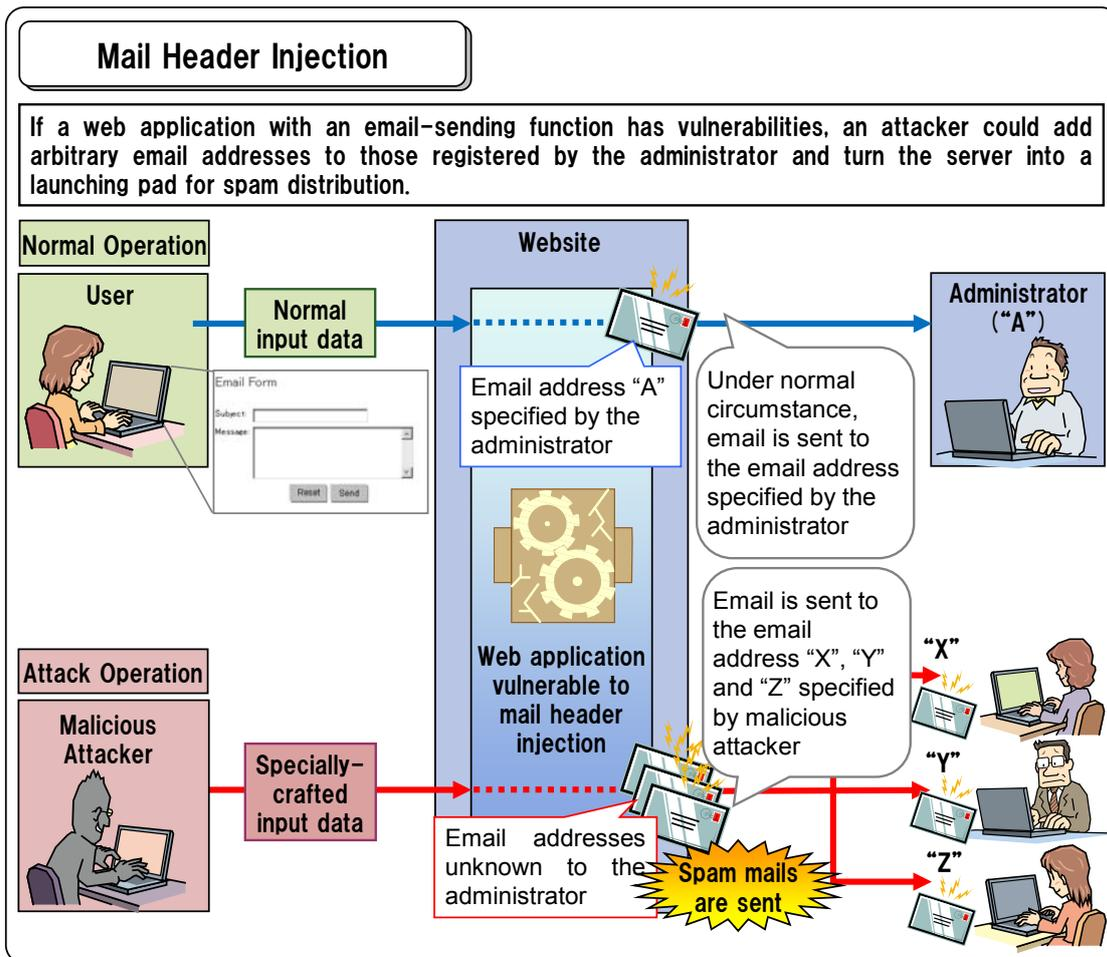 Mail Header Injection
If a web application with an email-sending function has vulnerabilities, an attacker could add
arbitrary email addresses to those registered by the administrator and turn the server into a
launching pad for spam distribution.
Normal Operation
User
Normal
input data
Email Form
Subject:
Message:
Reset
Send
Website
Email address “A”
specified by the
administrator
Under normal
circumstance,
email is sent to
the email address
specified by the
administrator
Administrator
(“A”)
Web application
vulnerable to
mail header
injection
Attack Operation
Malicious
Attacker
Specially-
crafted
input data
Email addresses
unknown to the
administrator
Spam mails
are sent
Email is sent to
the email
address “X”, “Y”
and “Z” specified
by malicious
attacker
“X”
“Y”
“Z”